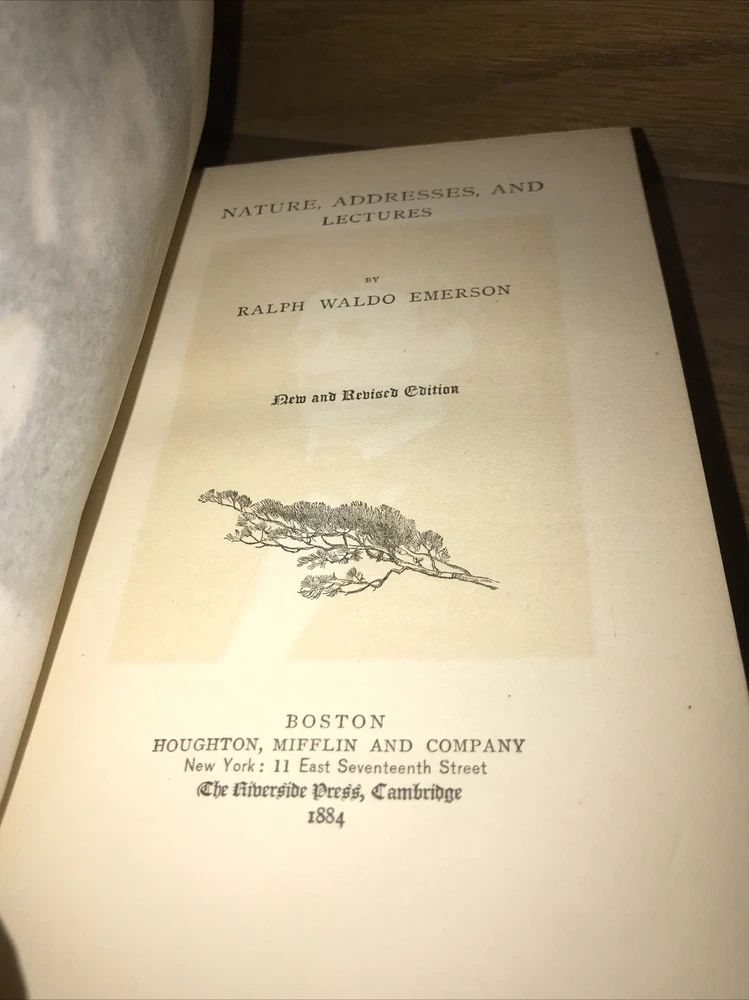 NATURE, ADDRESSES, AND
LECTURES
BY
RALPH WALDO EMERSON
New and Revised Edition
BOSTON
HOUGHTON, MIFFLIN AND COMPANY
New York: 11 East Seventeenth Street
The Riverside Press, Cambridge
1884